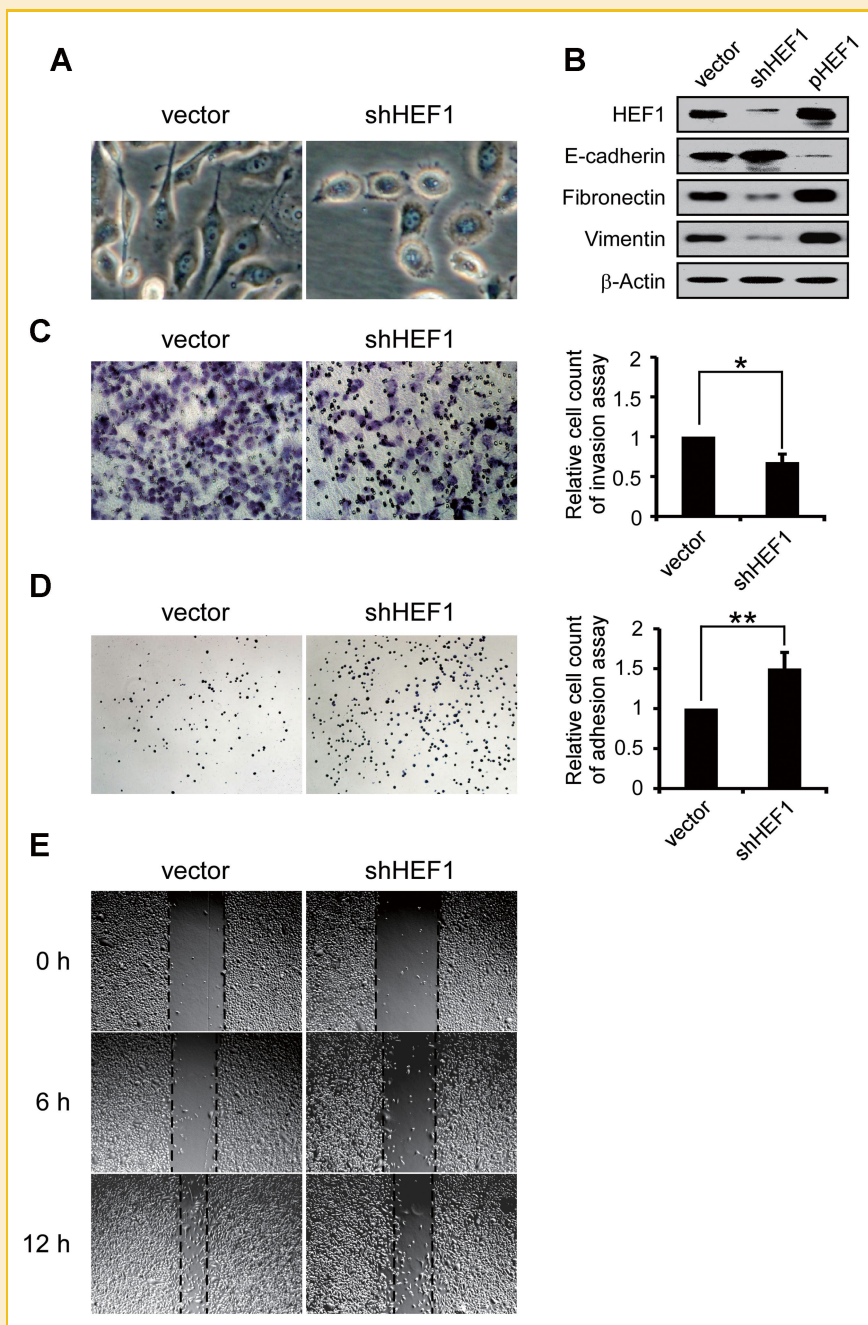 A
vector
shHEF1
B
vector
shHEF1
pHEF1
HEF1
E-cadherin
Fibronectin
Vimentin
β-Actin
C
vector
shHEF1
Relative cell count
of invasion assay
2
1.5
1
0.5
0
*
vector
shHEF1
D
vector
shHEF1
Relative cell count
of adhesion assay
2
1.5
1
0.5
0
**
vector
shHEF1
E
vector
shHEF1
0 h
6 h
12 h